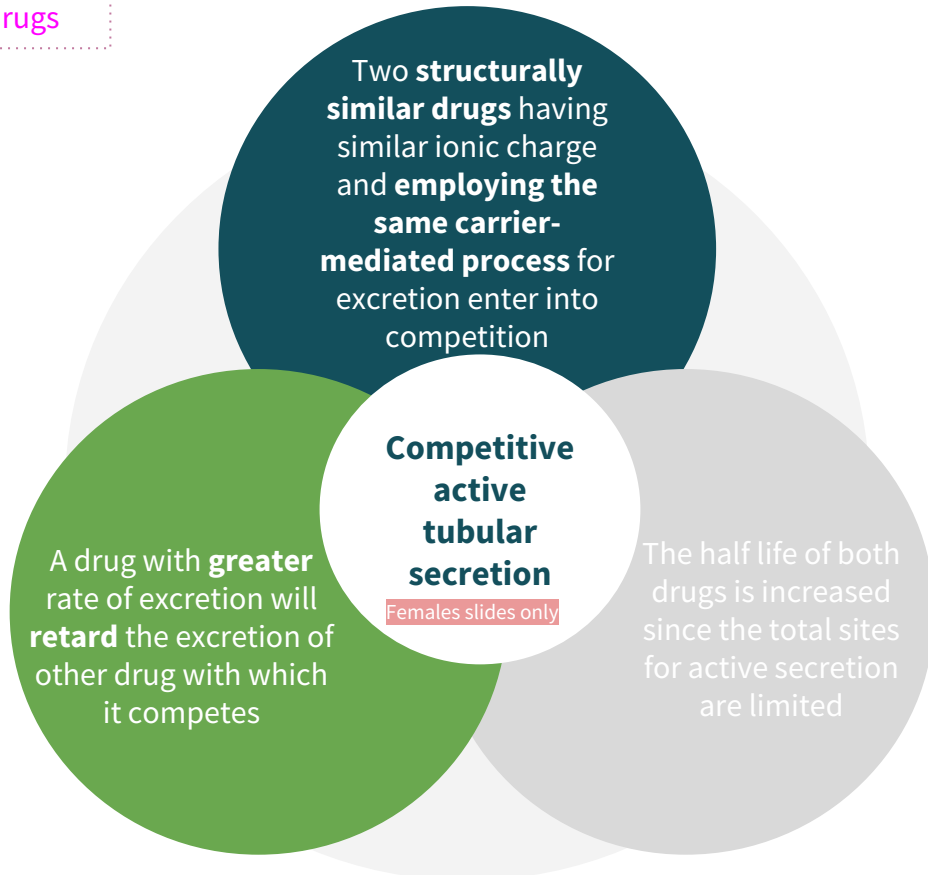 rugs
Two structurally
similar drugs having
similar ionic charge
and employing the
same carrier-
mediated process for
excretion enter into
competition
Competitive
active
tubular
secretion
Females slides only
A drug with greater
rate of excretion will
retard the excretion of
other drug with which
it competes
The half life of both
drugs is increased
since the total sites
for active secretion
are limited